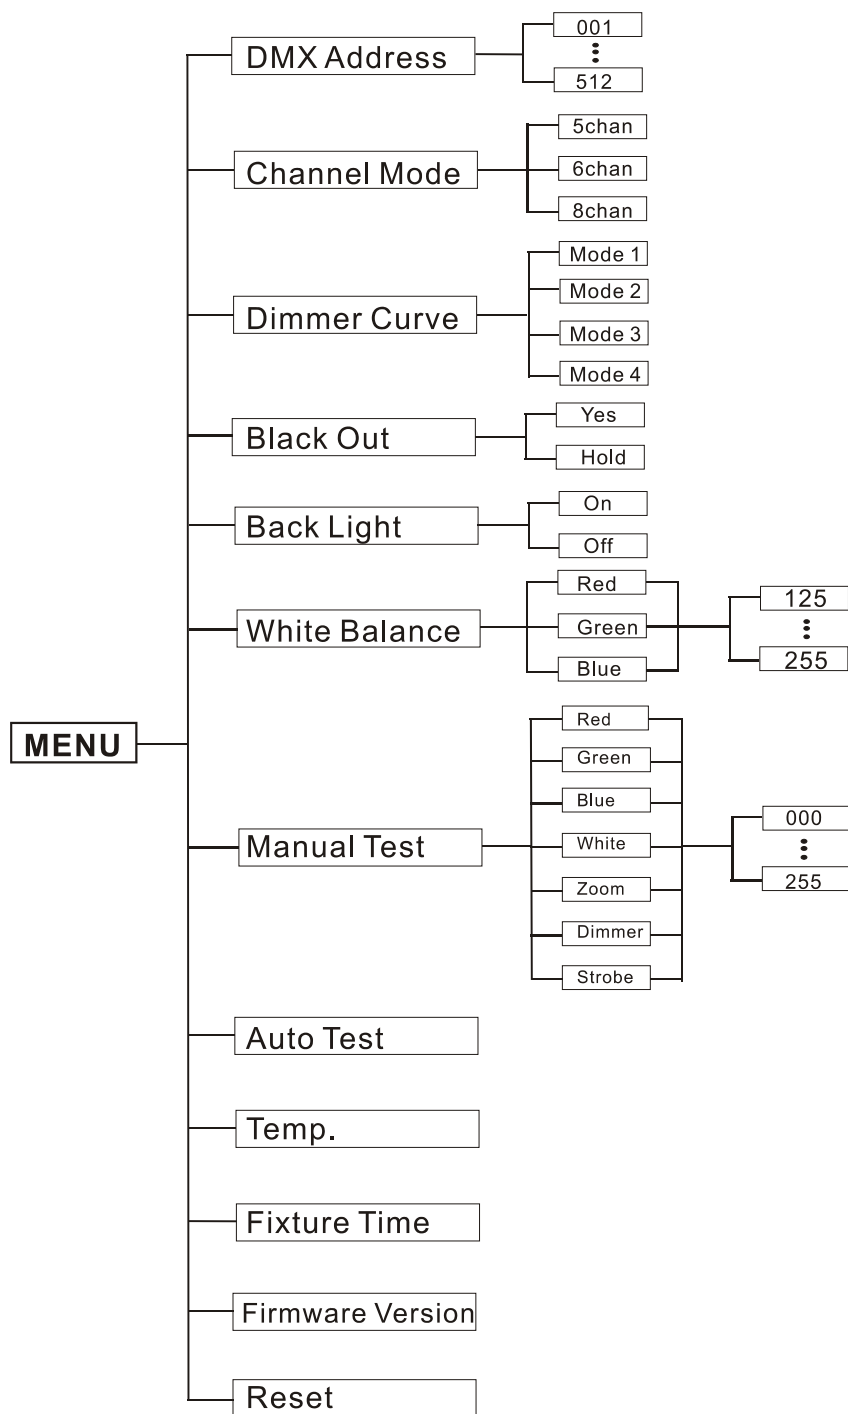 001
512
DMX Address
5chan
6chan
8chan
Channel Mode
Mode 1
Mode 2
Mode 3
Mode 4
Dimmer Curve
Yes
Hold
Black Out
On
Off
Back Light
Red
Green
Blue
White Balance
125
255
MENU
Red
Green
Blue
White
Zoom
Dimmer
Strobe
Manual Test
000
255
Auto Test
Temp.
Fixture Time
Firmware Version
Reset